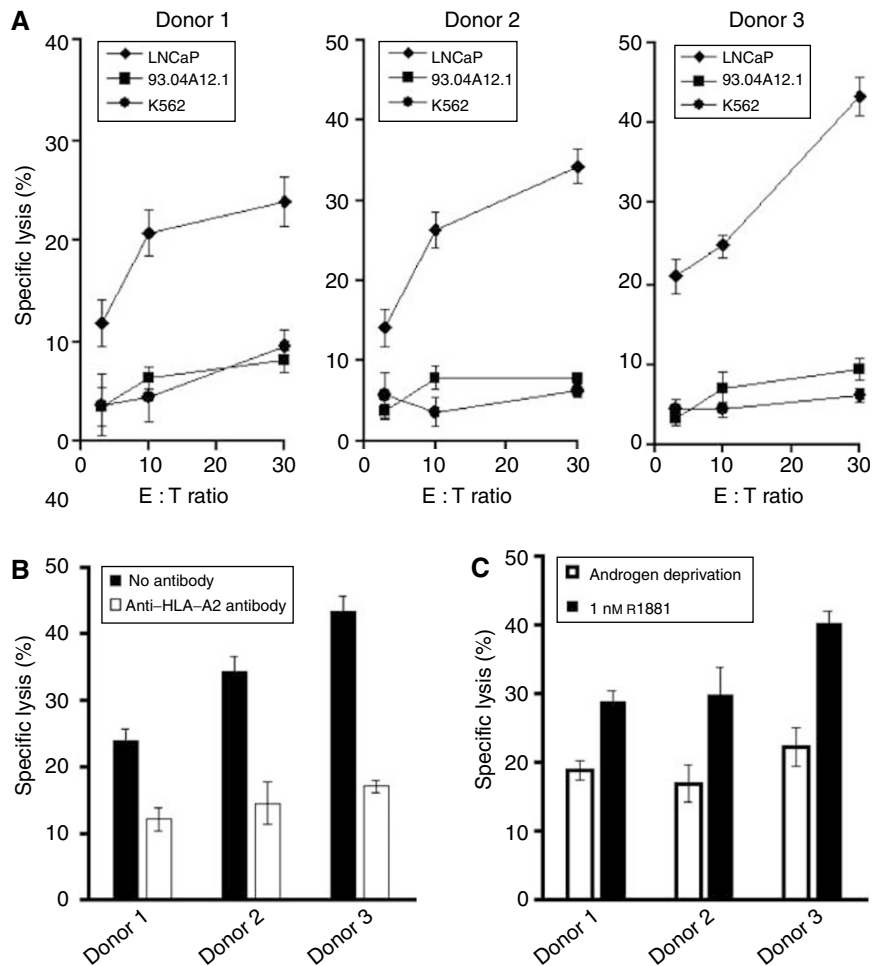 A
Donor 1
Donor 2
Donor 3
Specific lysis (%)
40
30
20
10
0
LNCaP
93.04A12.1
K562
0 10 20 30
E : T ratio
40
50
40
30
20
10
0
LNCaP
93.04A12.1
K562
0 10 20 30
E : T ratio
50
40
30
20
10
0
LNCaP
93.04A12.1
K562
0 10 20 30
E : T ratio
B
Specific lysis (%)
50
40
30
20
10
0
No antibody
Anti–HLA–A2 antibody
Donor 1
Donor 2
Donor 3
C
Specific lysis (%)
50
40
30
20
10
0
Androgen deprivation
1 nM R1881
Donor 1
Donor 2
Donor 3